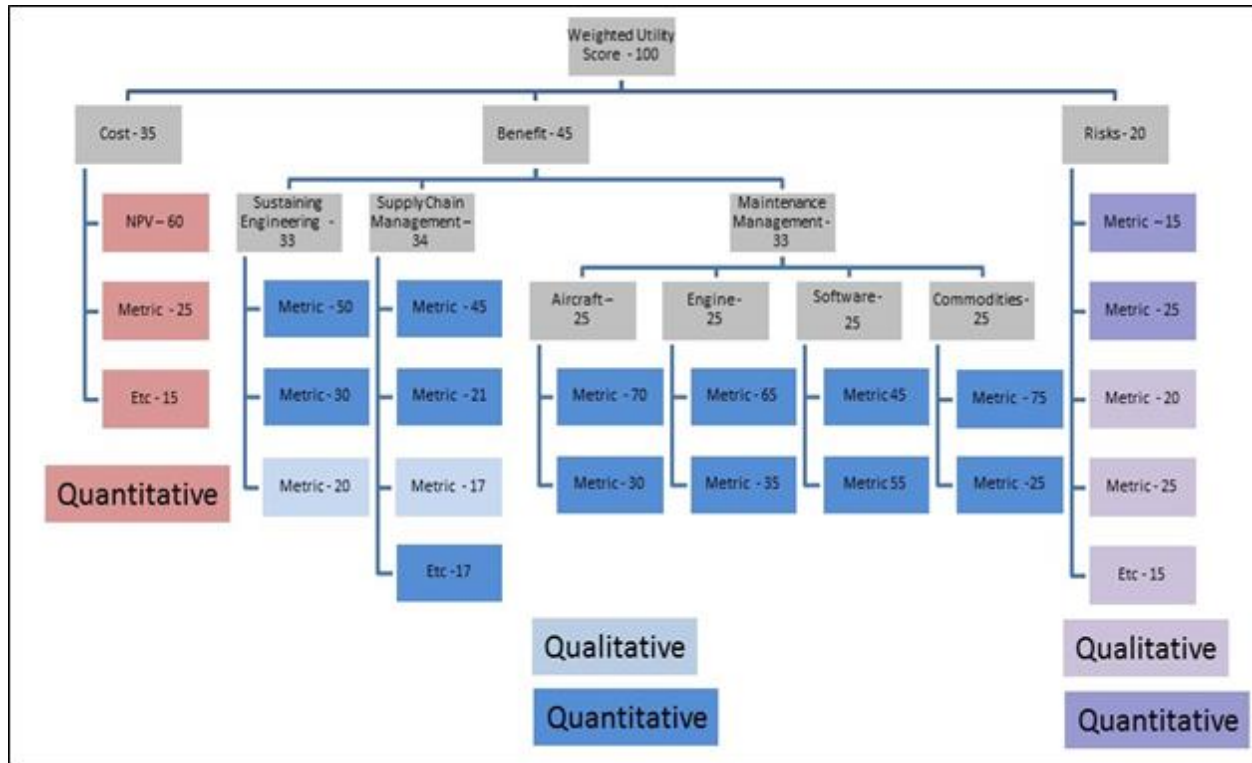 Weighted Utility
Score - 100
Cost - 35
Benefit - 45
Risks - 20
NPV – 60
Metric - 25
Etc - 15
Quantitative
Sustaining
Engineering -
33
Metric - 50
Metric - 30
Metric - 20
Supply Chain
Management –
34
Metric - 45
Metric - 21
Metric - 17
Etc - 17
Maintenance
Management -
33
Aircraft –
25
Metric - 70
Metric - 30
Engine -
25
Metric - 65
Metric - 35
Software -
25
Metric 45
Metric 55
Commodities -
25
Metric - 75
Metric - 25
Metric – 15
Metric - 25
Metric - 20
Metric - 25
Etc - 15
Qualitative
Quantitative
Qualitative
Quantitative